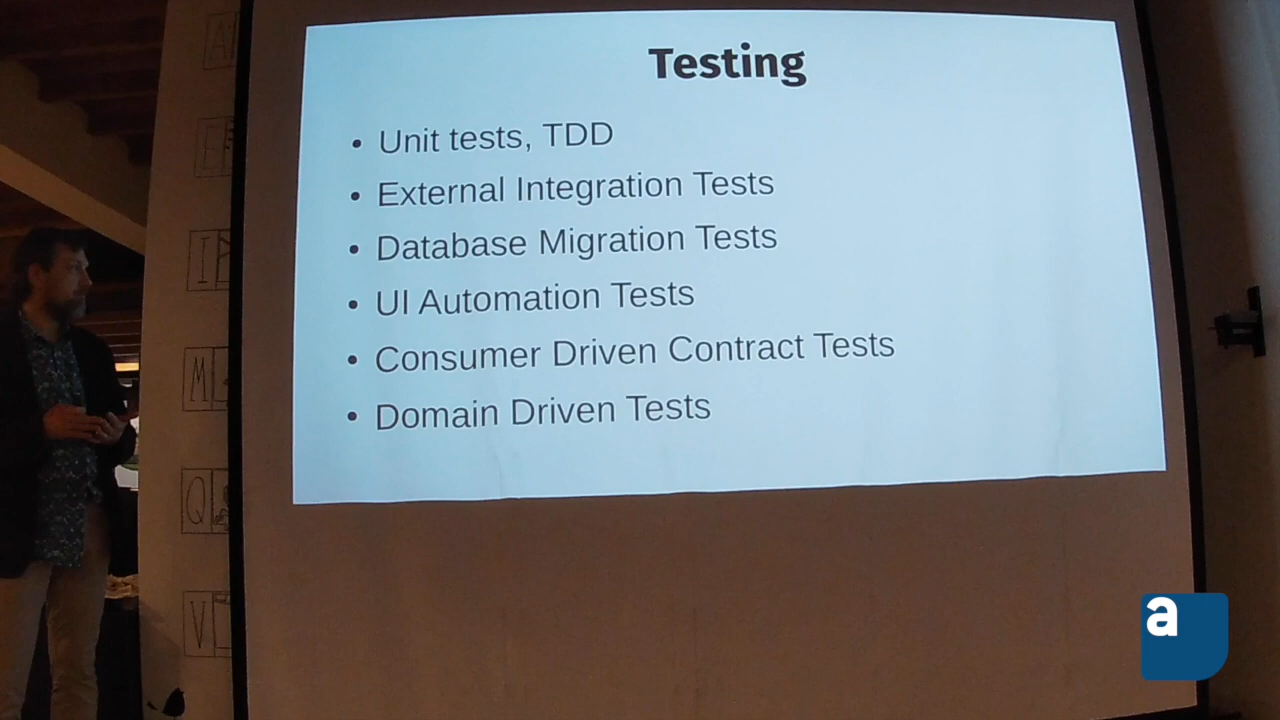 Testing
• Unit tests, TDD
• External Integration Tests
• Database Migration Tests
• UI Automation Tests
• Consumer Driven Contract Tests
• Domain Driven Tests
A
E
I
M
Q
V
a